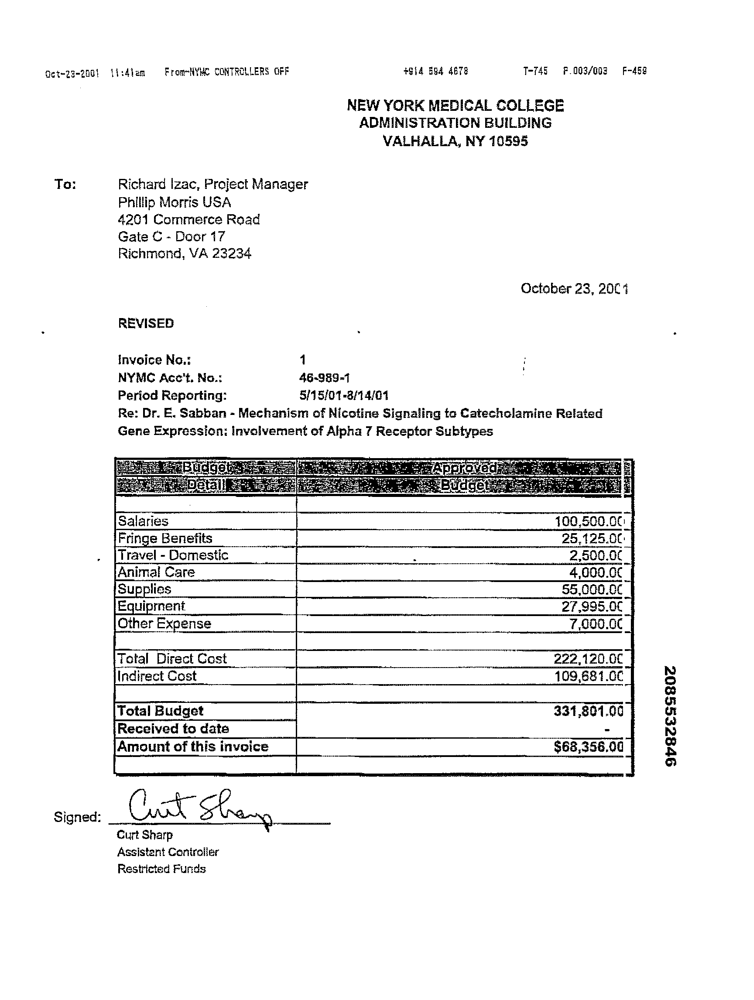 Oct-23-2001 11:41am From-NYMC CONTROLLERS OFF +914 594 4678 T-745 P.003/003 F-459
NEW YORK MEDICAL COLLEGE
ADMINISTRATION BUILDING
VALHALLA, NY 10595
To: Richard Izac, Project Manager
Phillip Morris USA
4201 Commerce Road
Gate C - Door 17
Richmond, VA 23234
October 23, 2001
REVISED
Invoice No.: 1
NYMC Acc't. No.: 46-989-1
Period Reporting: 5/15/01-8/14/01
Re: Dr. E. Sabban - Mechanism of Nicotine Signaling to Catecholamine Related
Gene Expression: Involvement of Alpha 7 Receptor Subtypes
Budget Approved
Detail Budget
Salaries 100,500.00
Fringe Benefits 25,125.00
Travel - Domestic 2,500.00
Animal Care 4,000.00
Supplies 55,000.00
Equipment 27,995.00
Other Expense 7,000.00
Total Direct Cost 222,120.00
Indirect Cost 109,681.00
Total Budget 331,801.00
Received to date -
Amount of this invoice $68,356.00
2085532846
Signed: Curt Sharp
Curt Sharp
Assistant Controller
Restricted Funds